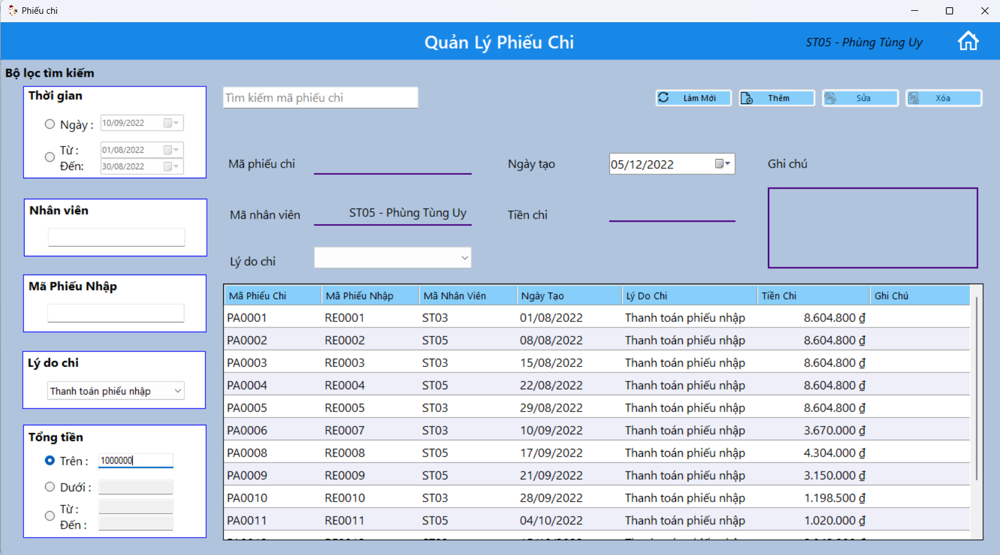 Phiếu chi
Quản Lý Phiếu Chi
ST05 - Phùng Tùng Uy
Bộ lọc tìm kiếm
Thời gian
Ngày : 10/09/2022
Từ : 01/08/2022
Đến: 30/08/2022
Nhân viên
Mã Phiếu Nhập
Lý do chi
Thanh toán phiếu nhập
Tổng tiền
Trên : 1000000
Dưới :
Từ :
Đến :
Tìm kiếm mã phiếu chi
Làm Mới Thêm Sửa Xóa
Mã phiếu chi Ngày tạo 05/12/2022 Ghi chú
Mã nhân viên ST05 - Phùng Tùng Uy Tiền chi
Lý do chi
Mã Phiếu Chi Mã Phiếu Nhập Mã Nhân Viên Ngày Tạo Lý Do Chi Tiền Chi Ghi Chú
PA0001 RE0001 ST03 01/08/2022 Thanh toán phiếu nhập 8.604.800 ₫
PA0002 RE0002 ST05 08/08/2022 Thanh toán phiếu nhập 8.604.800 ₫
PA0003 RE0003 ST03 15/08/2022 Thanh toán phiếu nhập 8.604.800 ₫
PA0004 RE0004 ST05 22/08/2022 Thanh toán phiếu nhập 8.604.800 ₫
PA0005 RE0005 ST03 29/08/2022 Thanh toán phiếu nhập 8.604.800 ₫
PA0006 RE0007 ST03 10/09/2022 Thanh toán phiếu nhập 3.670.000 ₫
PA0008 RE0008 ST05 17/09/2022 Thanh toán phiếu nhập 4.304.000 ₫
PA0009 RE0009 ST05 21/09/2022 Thanh toán phiếu nhập 3.150.000 ₫
PA0010 RE0010 ST03 28/09/2022 Thanh toán phiếu nhập 1.198.500 ₫
PA0011 RE0011 ST05 04/10/2022 Thanh toán phiếu nhập 1.020.000 ₫